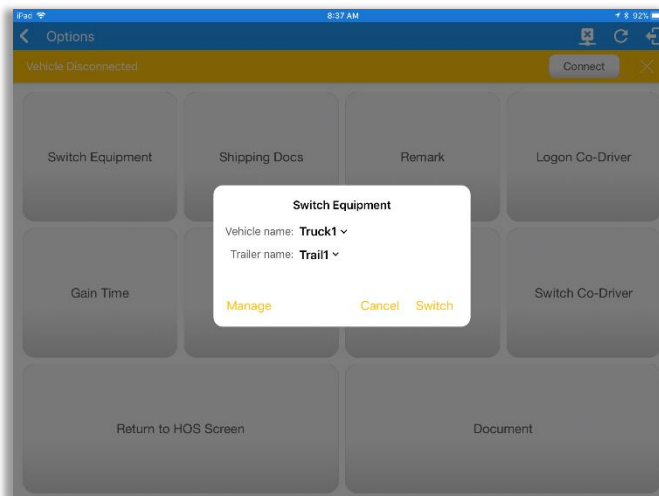 iPad 8:37 AM 92%
Options
Vehicle Disconnected Connect
Switch Equipment Shipping Docs Remark Logon Co-Driver
Switch Equipment
Vehicle name: Truck1
Trailer name: Trail1
Gain Time Switch Co-Driver
Manage Cancel Switch
Return to HOS Screen Document